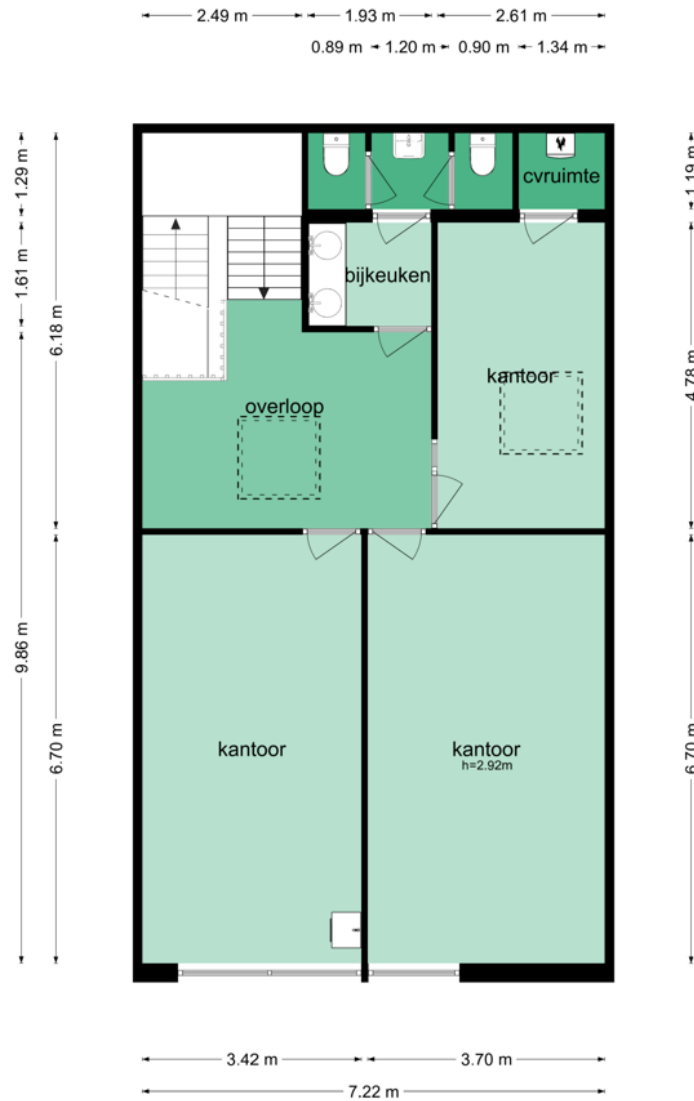 2.49 m
1.93 m
2.61 m
0.89 m
1.20 m
0.90 m
1.34 m
1.29 m
1.61 m
9.86 m
6.18 m
6.70 m
cvruimte
bijkeuken
kantoor
overloop
kantoor
kantoor
h=2.92m
1.19 m
4.78 m
6.70 m
3.42 m
3.70 m
7.22 m